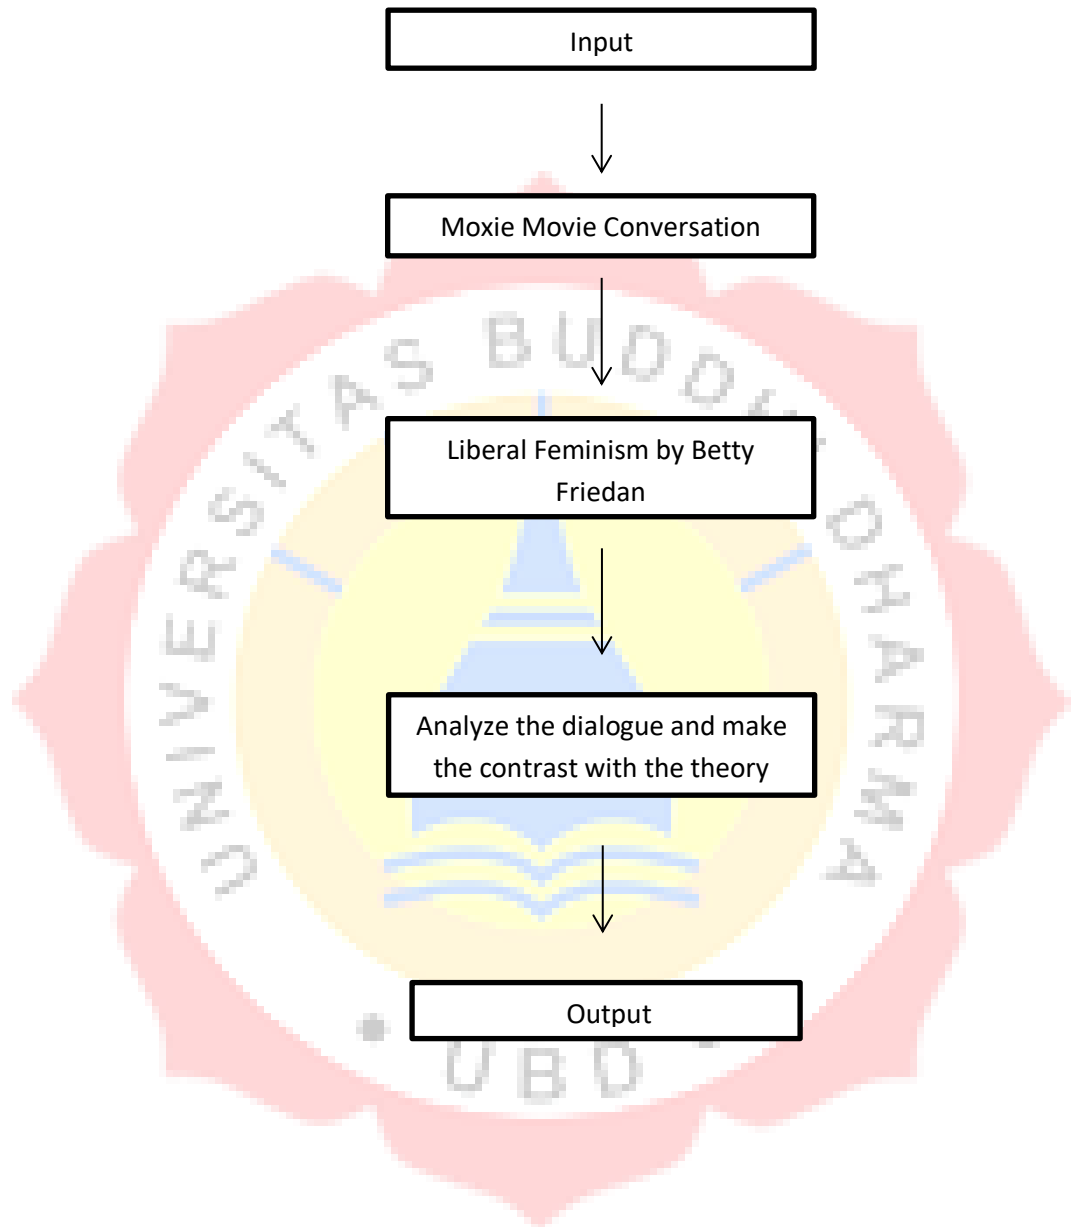 Input
Moxie Movie Conversation
UNIVERSITAS BUDDHI DHARMA
Liberal Feminism by Betty
Friedan
Analyze the dialogue and make
the contrast with the theory
Output
• UBD •